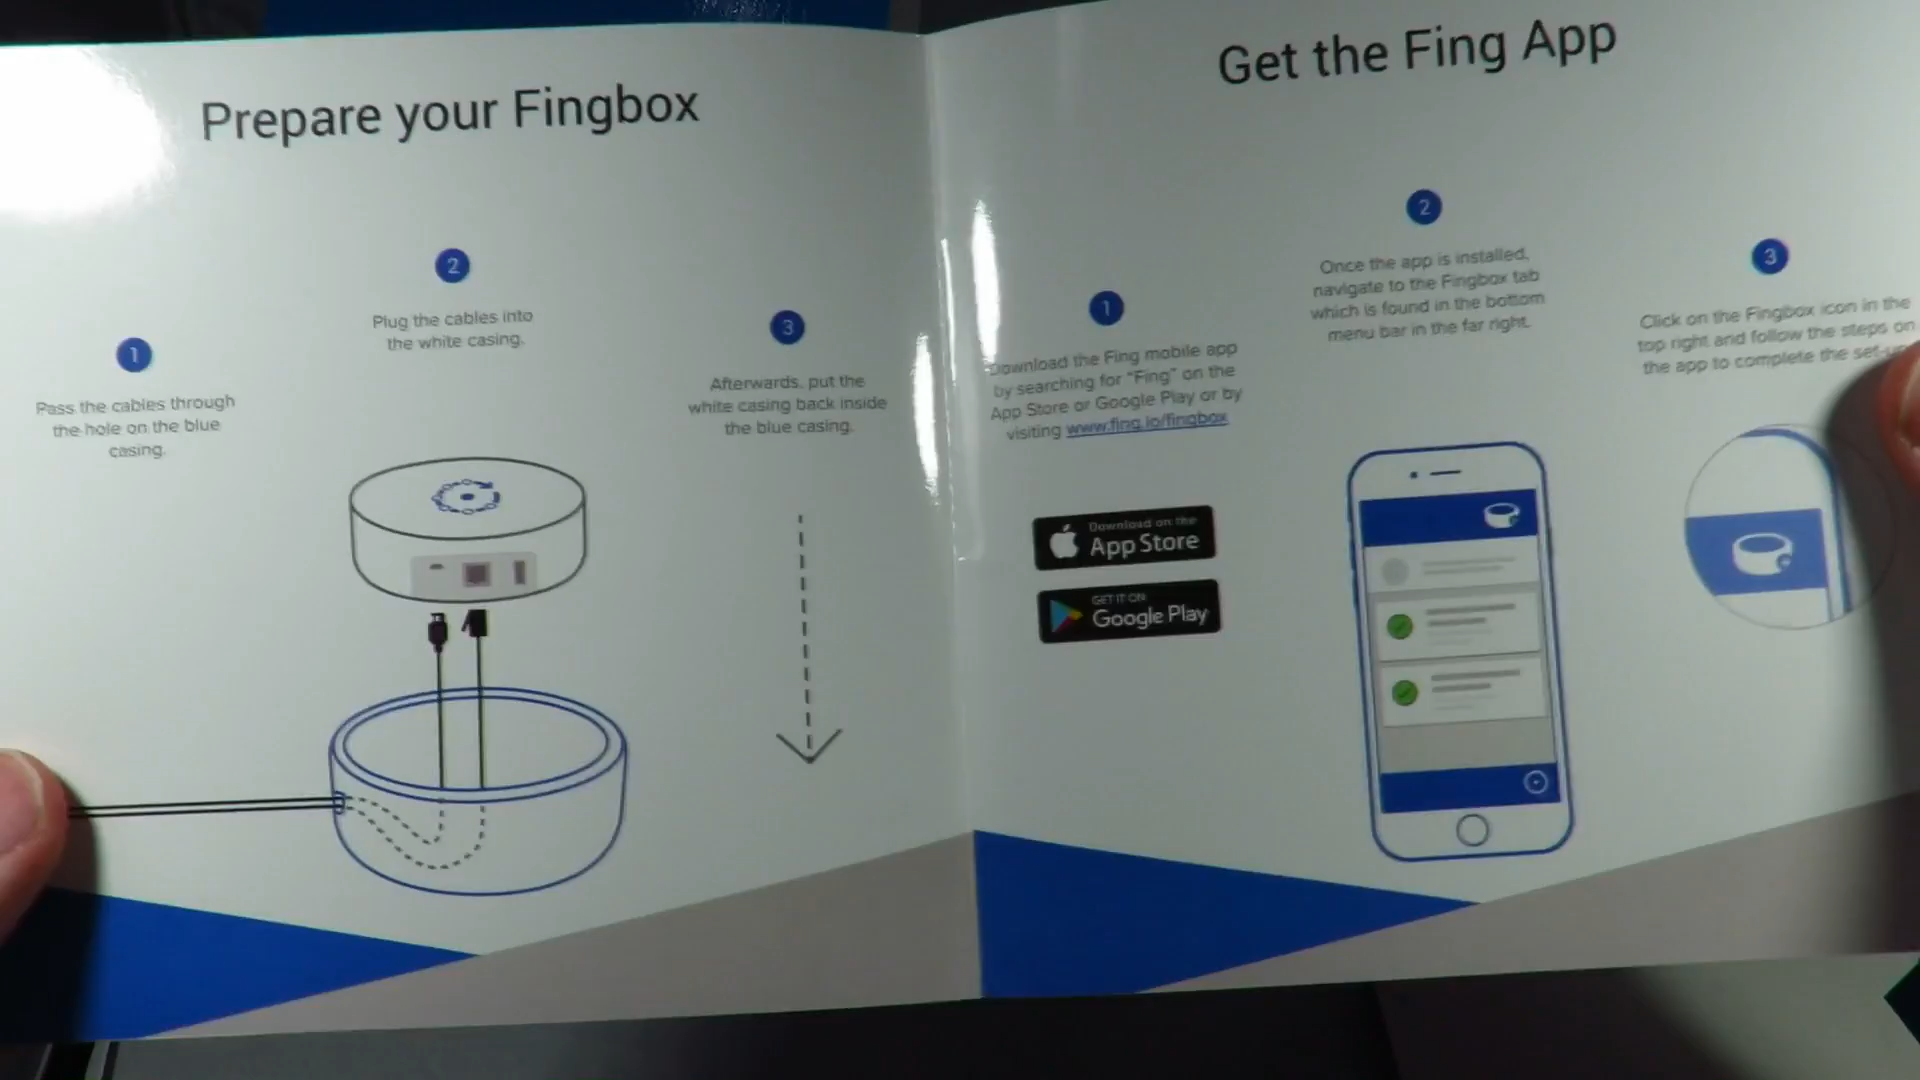 Prepare your Fingbox
1
Pass the cables through
the hole on the blue
casing.
2
Plug the cables into
the white casing.
3
Afterwards, put the
white casing back inside
the blue casing.
Get the Fing App
1
Download the Fing mobile app
by searching for "Fing" on the
App Store or Google Play or by
visiting www.fing.io/fingbox
Download on the
App Store
GET IT ON
Google Play
2
Once the app is installed,
navigate to the Fingbox tab
which is found in the bottom
menu bar in the far right.
3
Click on the Fingbox icon in the
top right and follow the steps on
the app to complete the set-up